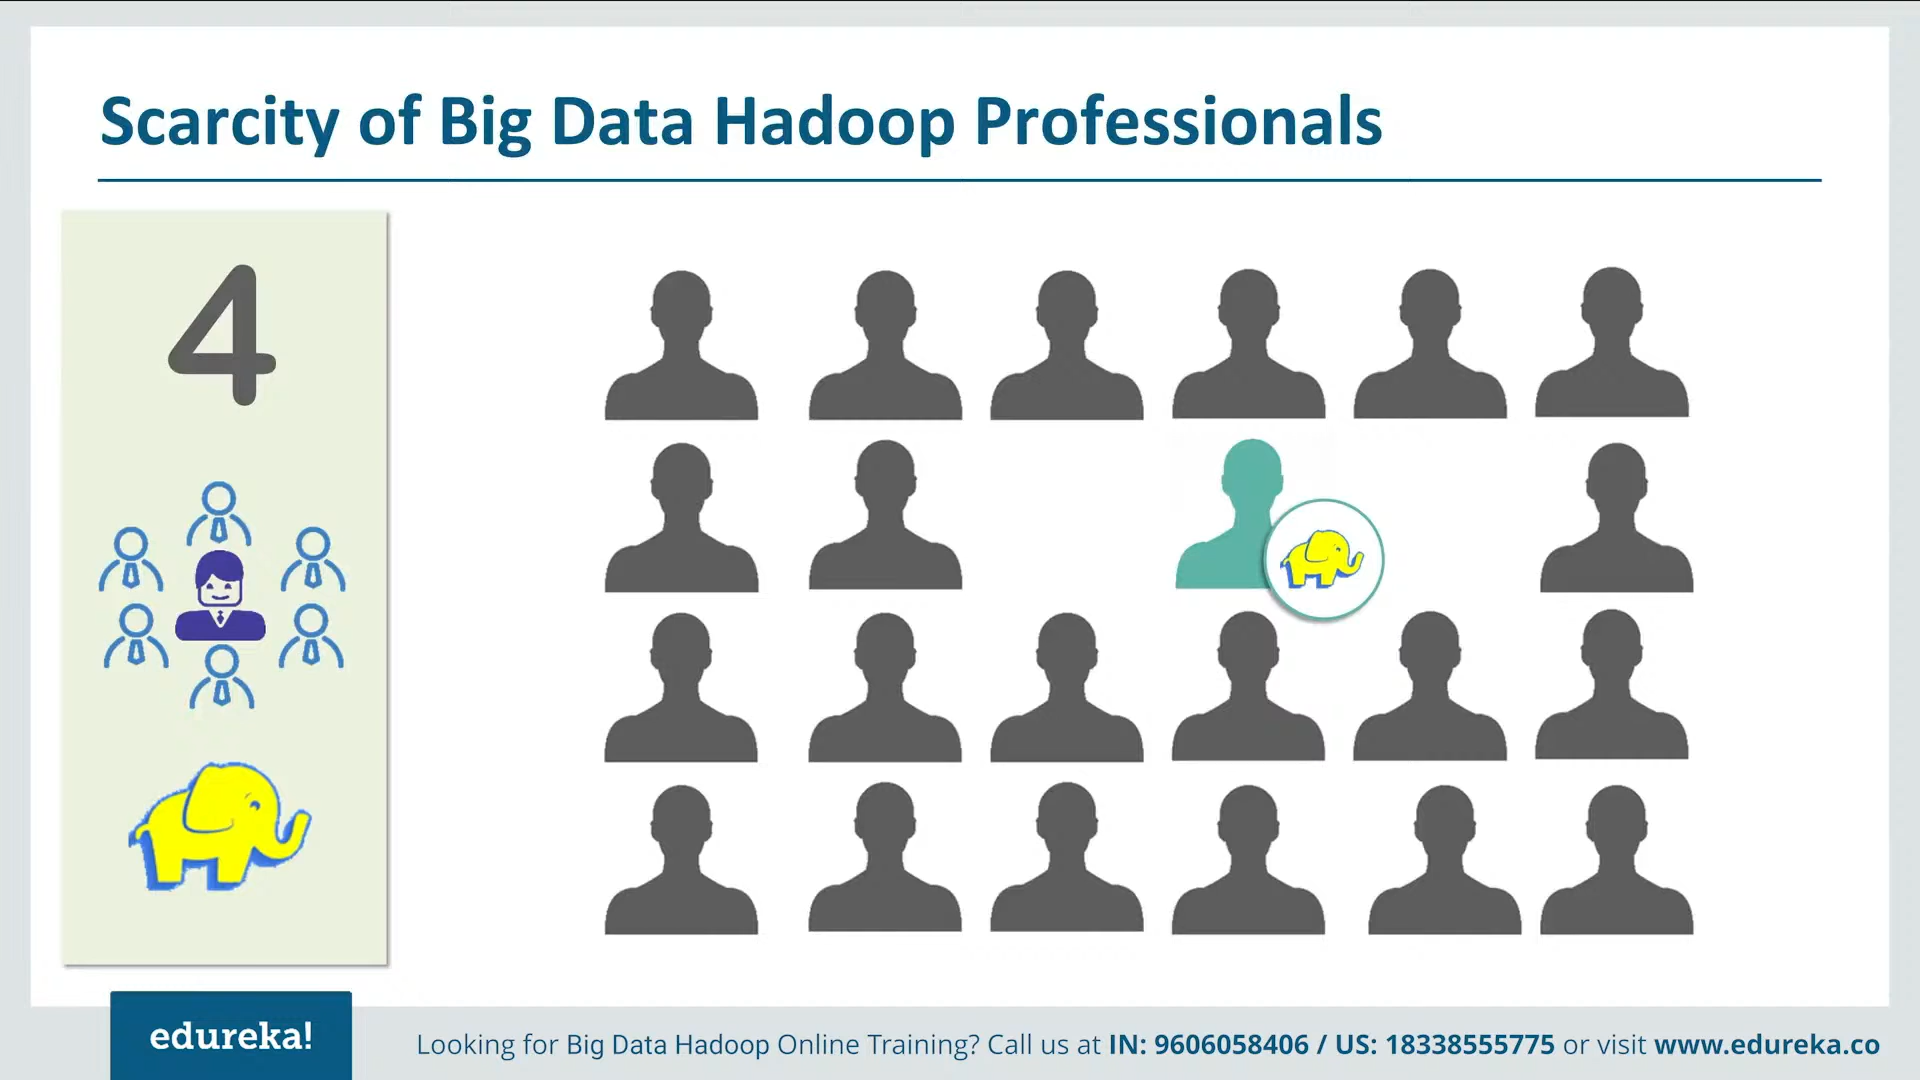 Scarcity of Big Data Hadoop Professionals
4
edureka!
Looking for Big Data Hadoop Online Training? Call us at IN: 9606058406 / US: 18338555775 or visit www.edureka.co